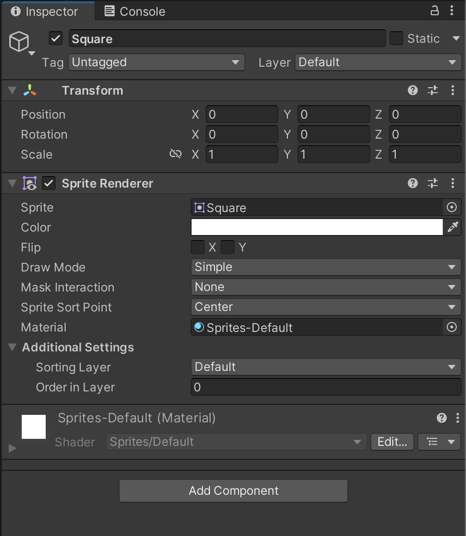 Inspector Console
Square Static
Tag Untagged Layer Default
Transform
Position X 0 Y 0 Z 0
Rotation X 0 Y 0 Z 0
Scale X 1 Y 1 Z 1
Sprite Renderer
Sprite Square
Color
Flip X Y
Draw Mode Simple
Mask Interaction None
Sprite Sort Point Center
Material Sprites-Default
Additional Settings
Sorting Layer Default
Order in Layer 0
Sprites-Default (Material)
Shader Sprites/Default Edit...
Add Component